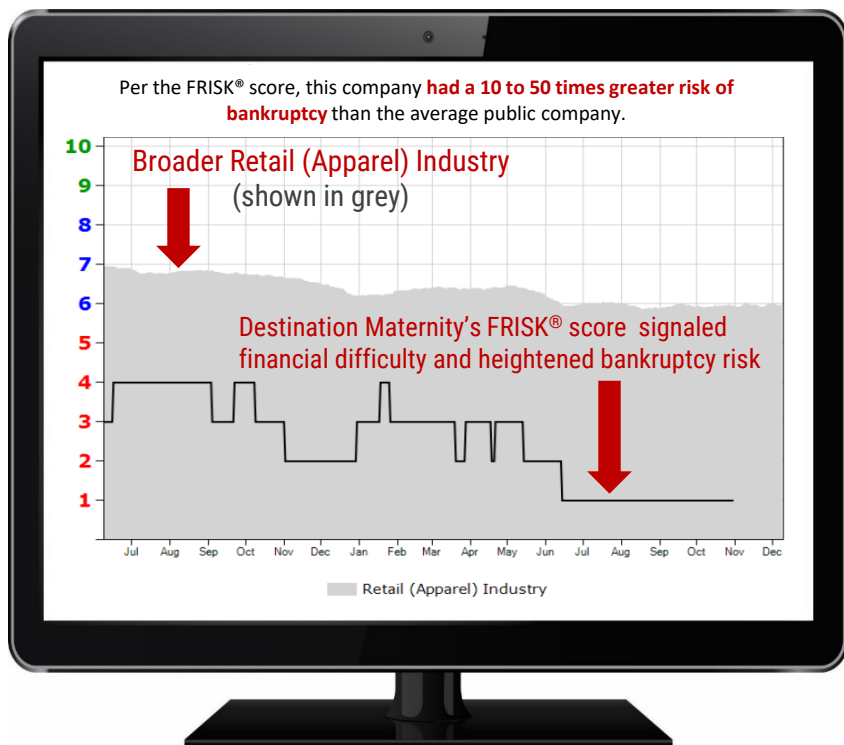 Per the FRISK® score, this company had a 10 to 50 times greater risk of
bankruptcy than the average public company.
10
Broader Retail (Apparel) Industry
9
(shown in grey)
8
7
6
Destination Maternity's FRISK® score signaled
5
financial difficulty and heightened bankruptcy risk
4
3
2
1
Jul Aug Sep Oct Nov Dec Jan Feb Mar Apr May Jun Jul Aug Sep Oct Nov Dec
Retail (Apparel) Industry